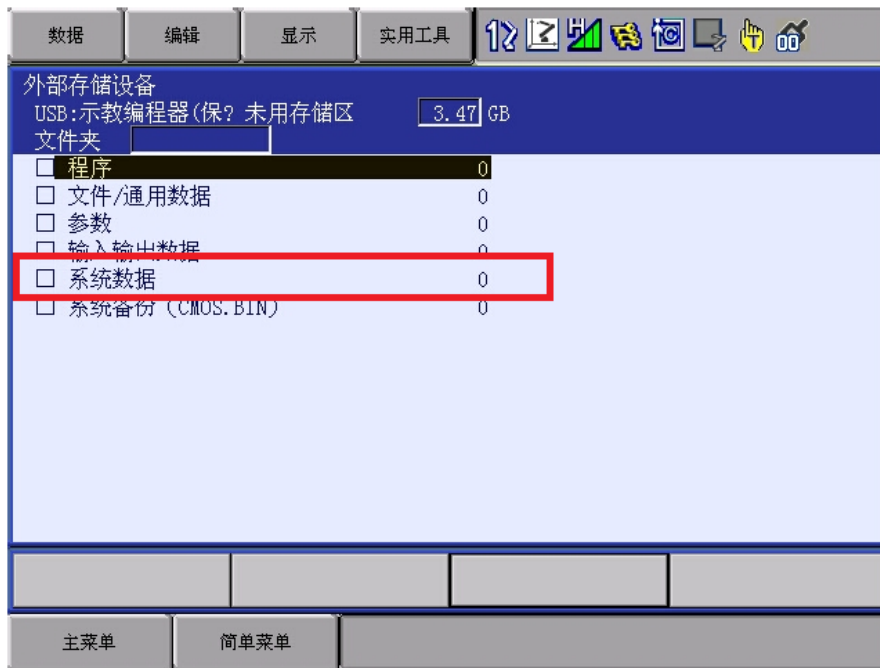 数据 编辑 显示 实用工具
外部存储设备
USB:示教编程器(保? 未用存储区 3.47 GB
文件夹
程序 0
文件/通用数据 0
参数 0
输入输出数据 0
系统数据 0
系统备份 (CMOS.BIN) 0
主菜单 简单菜单